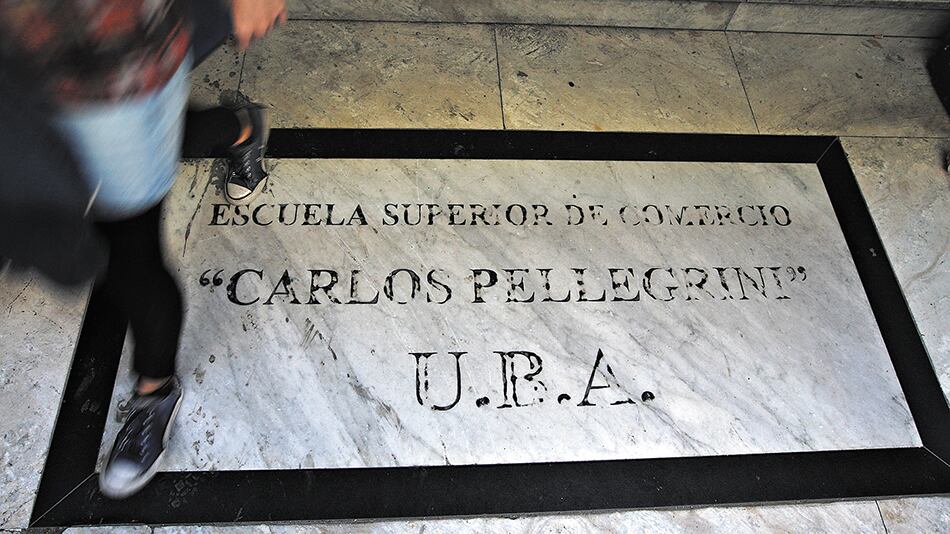 ESCUELA SUPERIOR DE COMERCIO
“CARLOS PELLEGRINI”
U.B.A.